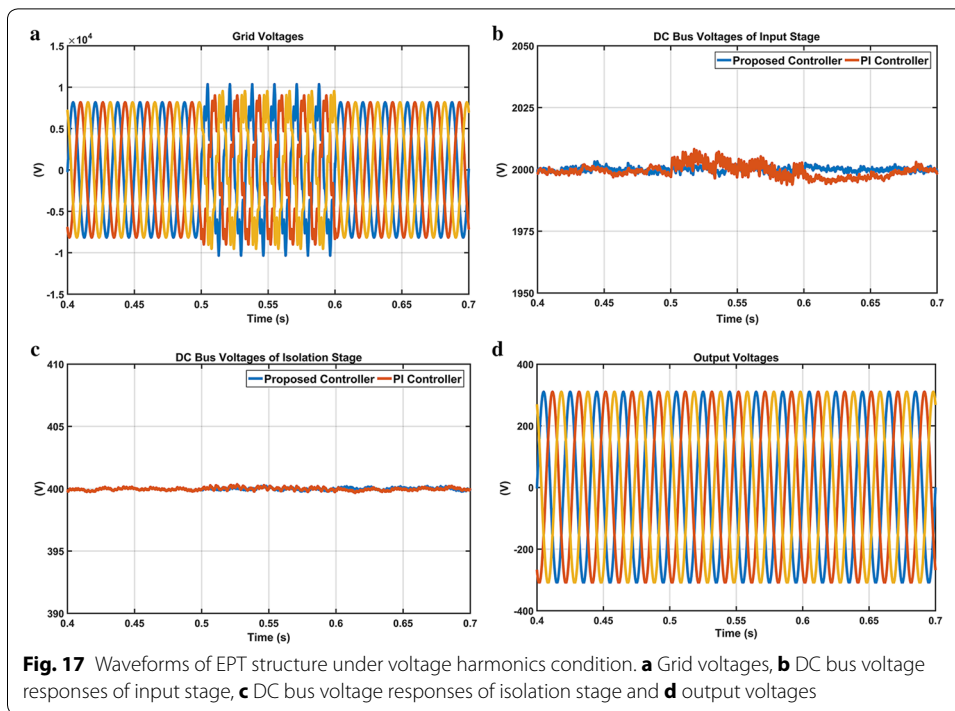 a
Grid Voltages
1.5 ×10⁴
1
0.5
0
-0.5
-1
-1.5
(V)
0.4 0.45 0.5 0.55 0.6 0.65 0.7
Time (s)
b
DC Bus Voltages of Input Stage
Proposed Controller PI Controller
2050
2025
2000
1975
1950
(V)
0.4 0.45 0.5 0.55 0.6 0.65 0.7
Time (s)
c
DC Bus Voltages of Isolation Stage
Proposed Controller PI Controller
410
405
400
395
390
(V)
0.4 0.45 0.5 0.55 0.6 0.65 0.7
Time (s)
d
Output Voltages
400
200
0
-200
-400
(V)
0.4 0.45 0.5 0.55 0.6 0.65 0.7
Time (s)
Fig. 17 Waveforms of EPT structure under voltage harmonics condition. a Grid voltages, b DC bus voltage
responses of input stage, c DC bus voltage responses of isolation stage and d output voltages